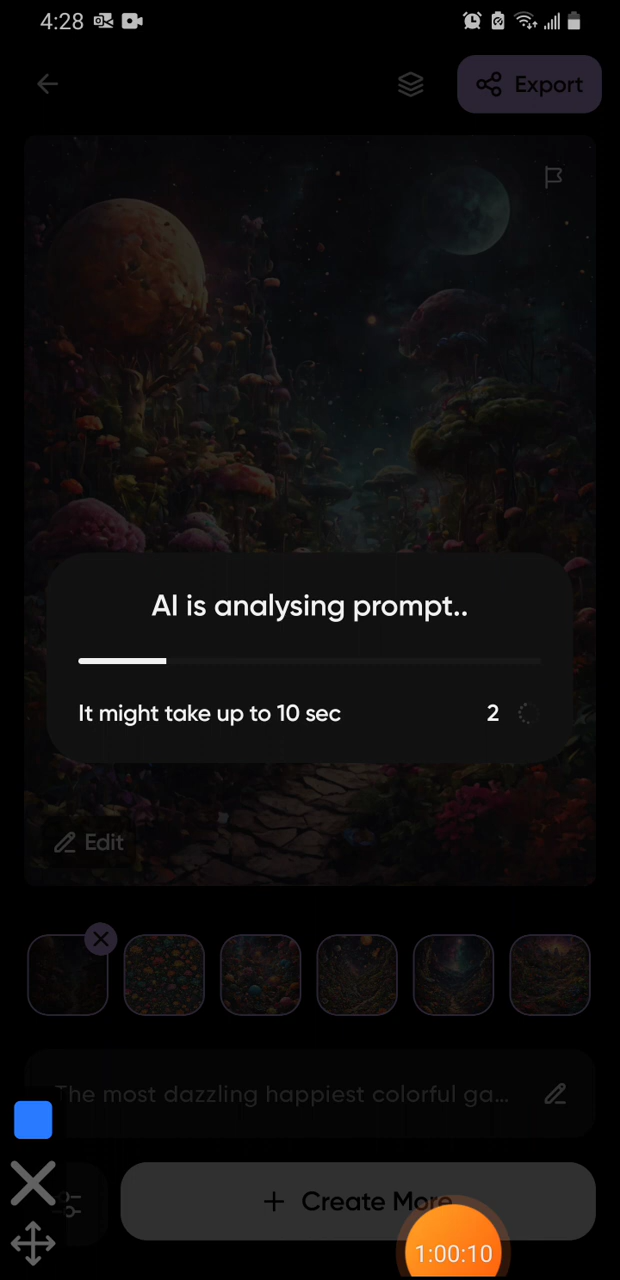 4:28
Export
AI is analysing prompt..
It might take up to 10 sec
2
Edit
The most dazzling happiest colorful ga...
Create More
1:00:10